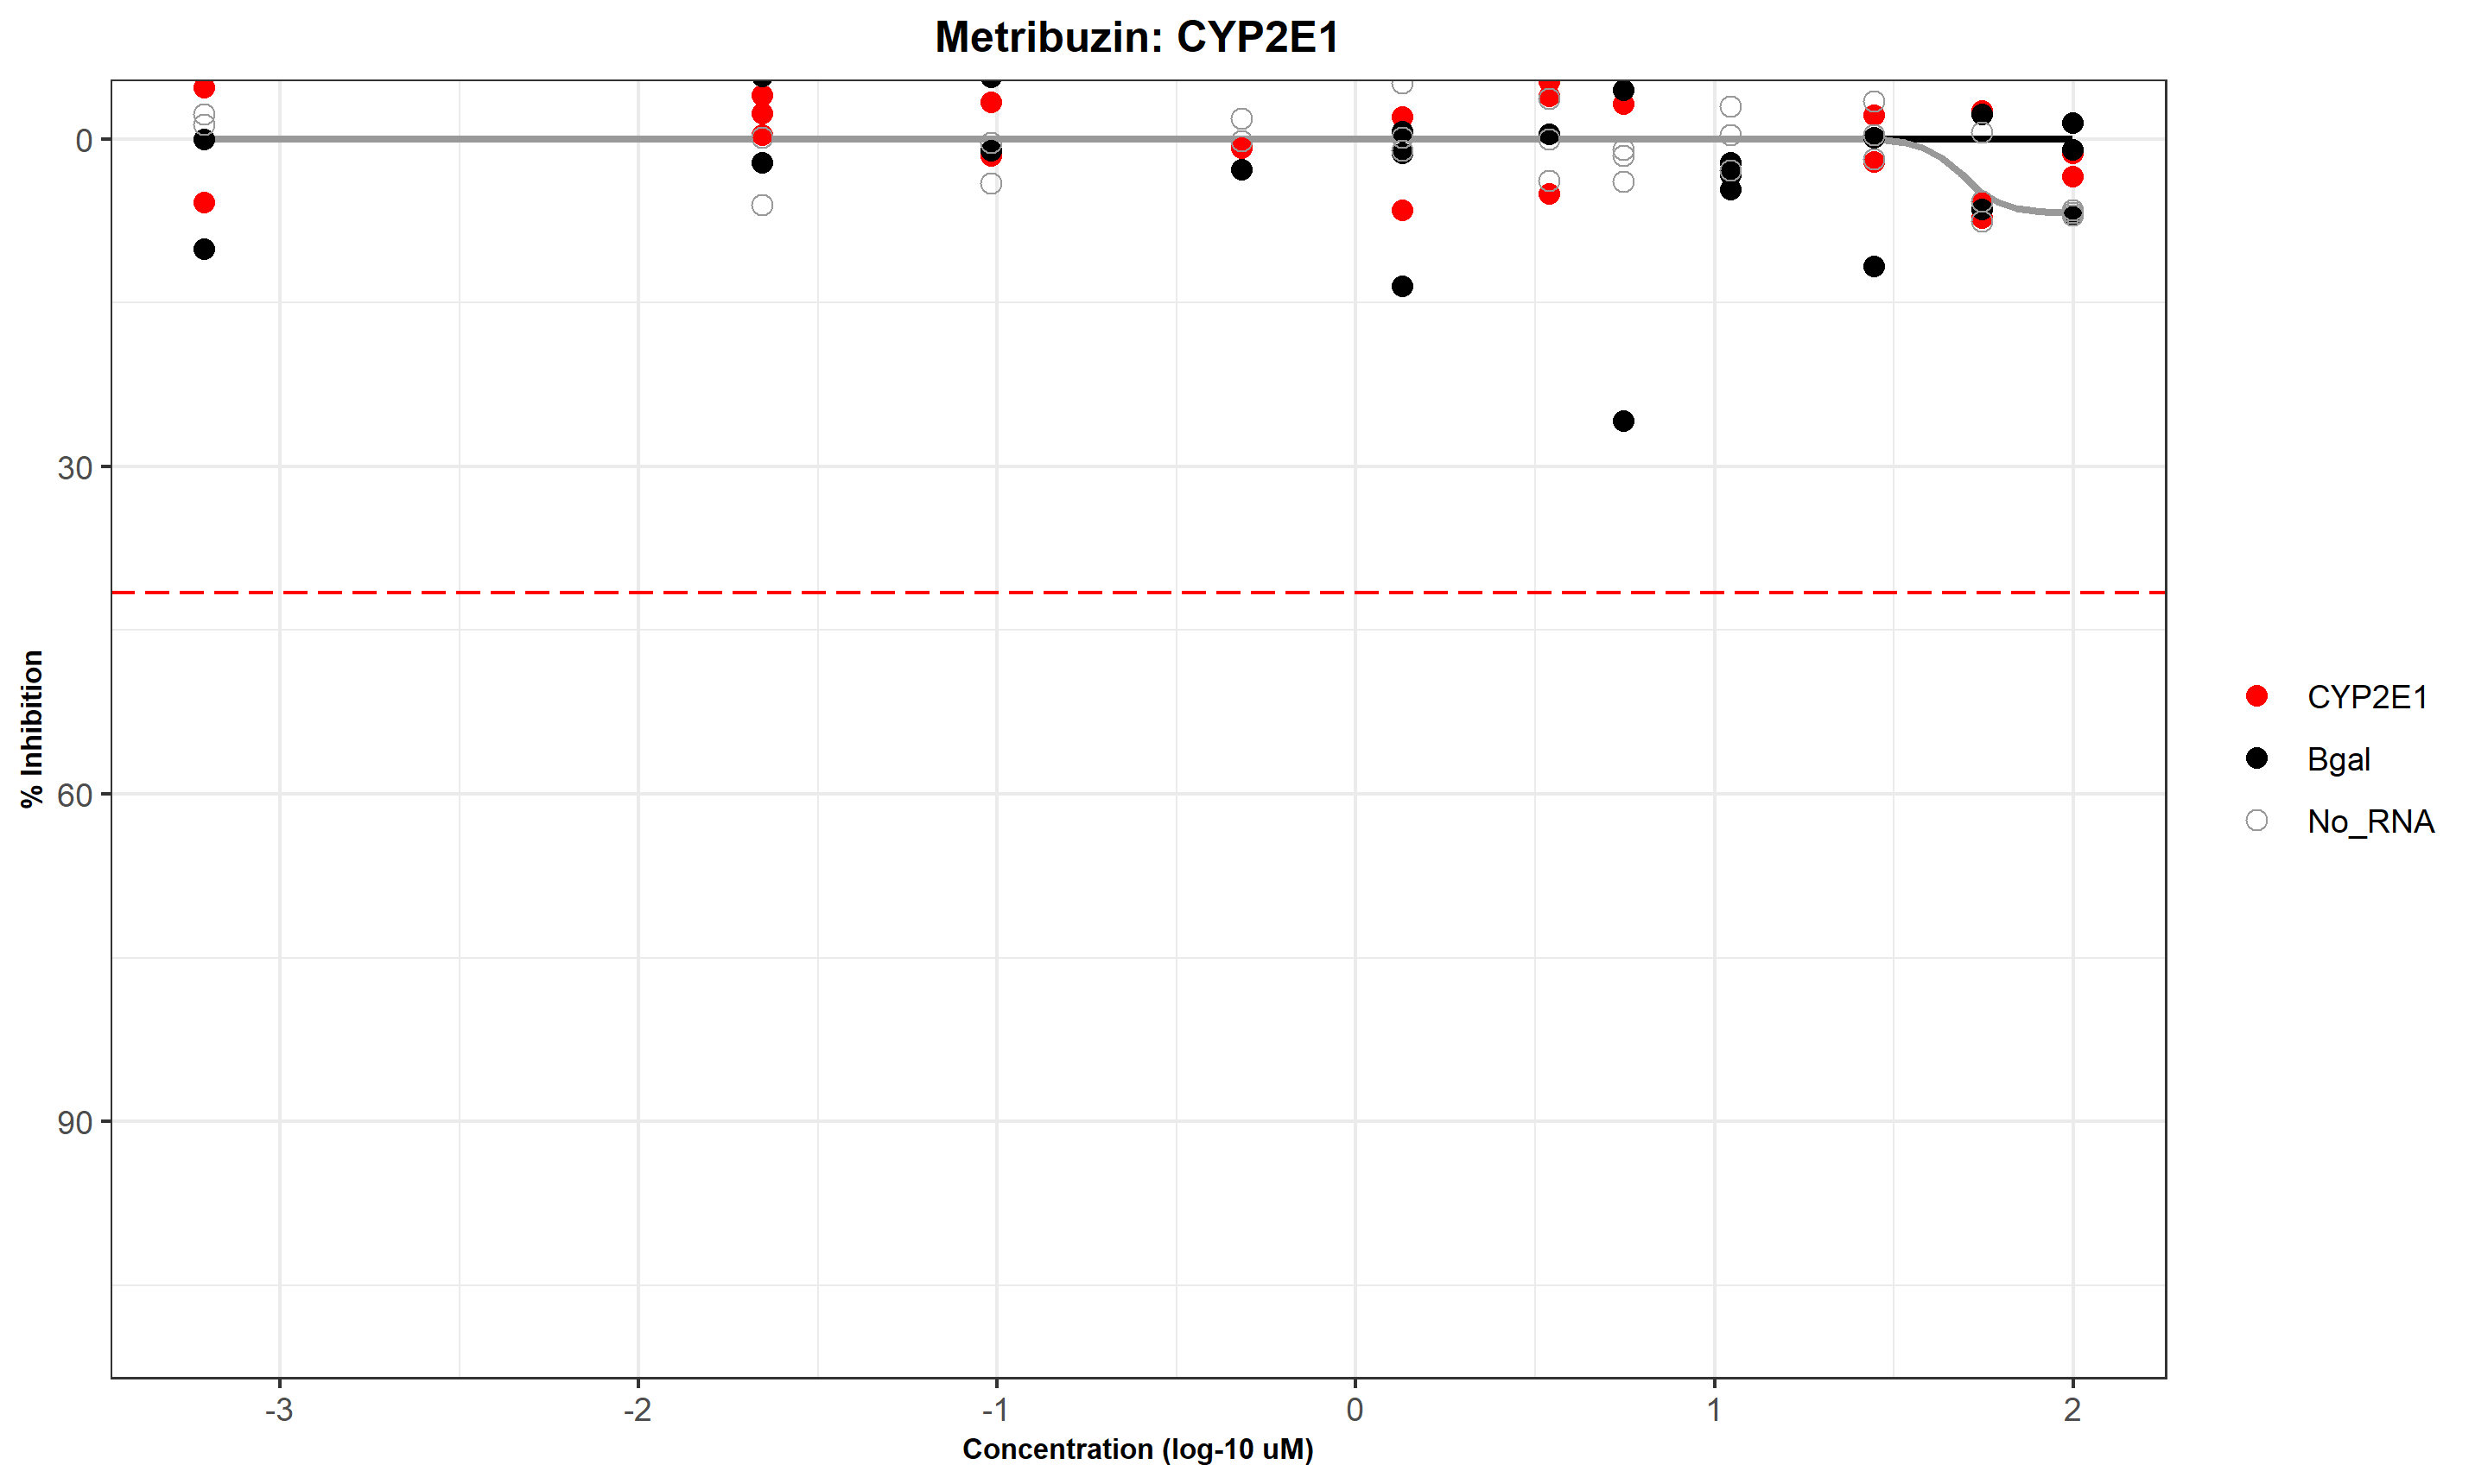 Metribuzin: CYP2E1
% Inhibition
0
30
60
90
-3
-2
-1
0
1
2
Concentration (log-10 uM)
CYP2E1
Bgal
No_RNA